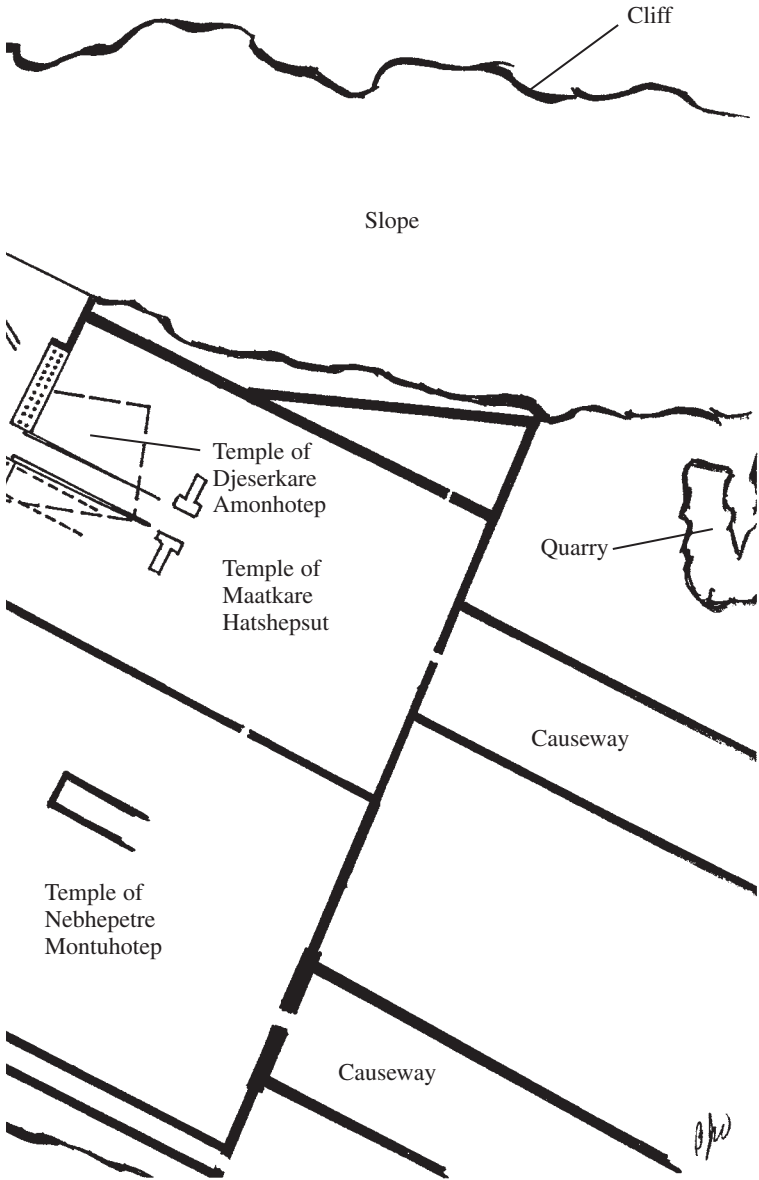 Cliff
Slope
Temple of
Djeserkare
Amonhotep
Quarry
Temple of
Maatkare
Hatshepsut
Causeway
Temple of
Nebhepetre
Montuhotep
Causeway